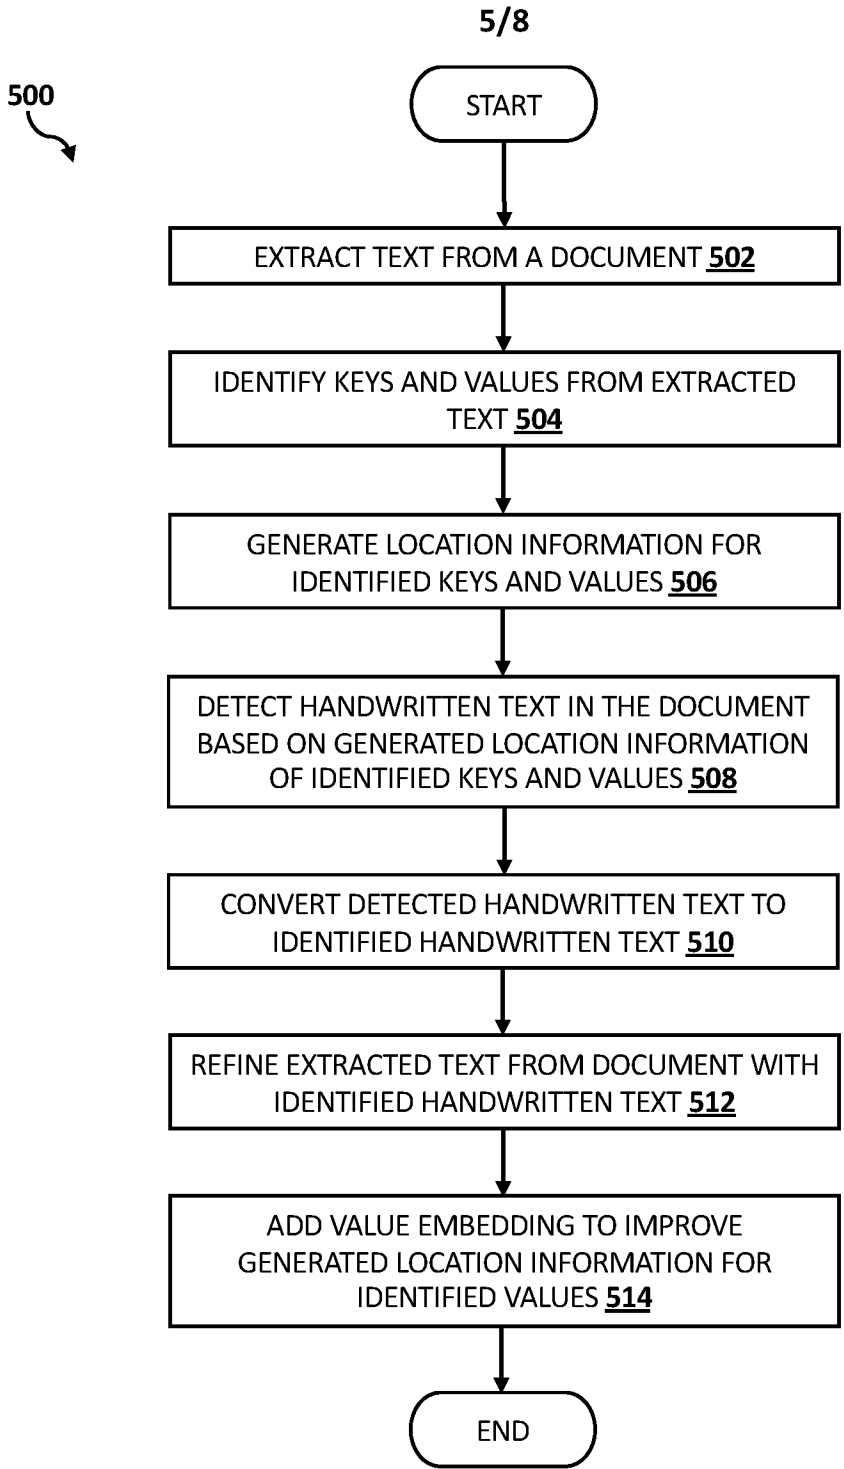 5/8
500
START
EXTRACT TEXT FROM A DOCUMENT 502
IDENTIFY KEYS AND VALUES FROM EXTRACTED
TEXT 504
GENERATE LOCATION INFORMATION FOR
IDENTIFIED KEYS AND VALUES 506
DETECT HANDWRITTEN TEXT IN THE DOCUMENT
BASED ON GENERATED LOCATION INFORMATION
OF IDENTIFIED KEYS AND VALUES 508
CONVERT DETECTED HANDWRITTEN TEXT TO
IDENTIFIED HANDWRITTEN TEXT 510
REFINE EXTRACTED TEXT FROM DOCUMENT WITH
IDENTIFIED HANDWRITTEN TEXT 512
ADD VALUE EMBEDDING TO IMPROVE
GENERATED LOCATION INFORMATION FOR
IDENTIFIED VALUES 514
END